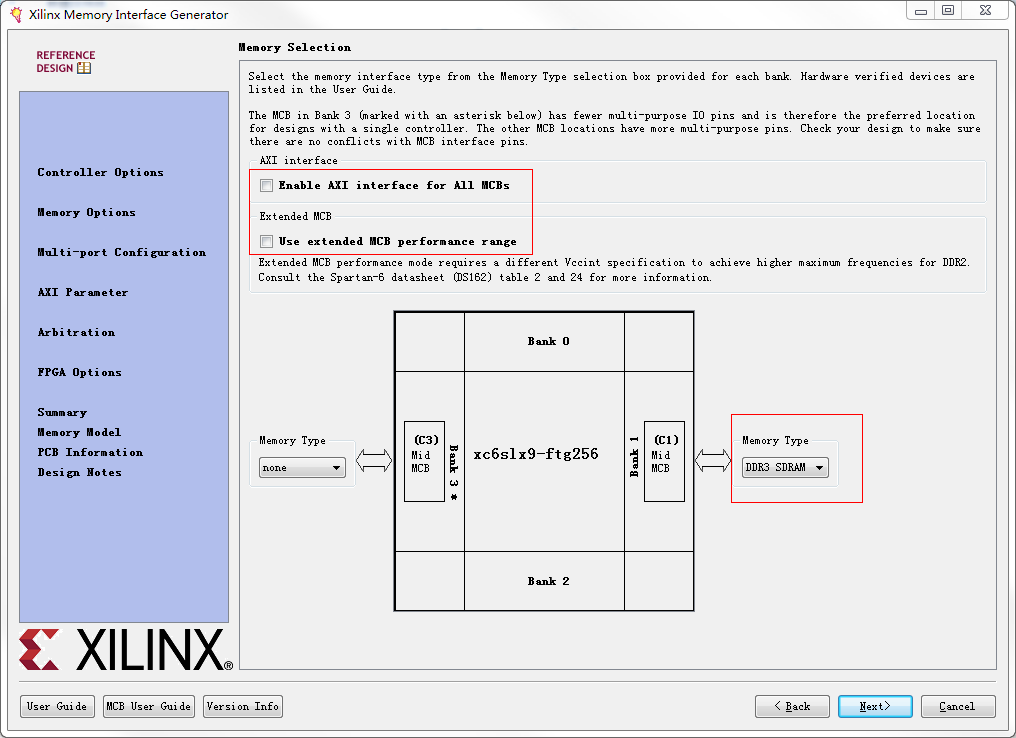 Xilinx Memory Interface Generator
REFERENCE
DESIGN
Controller Options
Memory Options
Multi-port Configuration
AXI Parameter
Arbitration
FPGA Options
Summary
Memory Model
PCB Information
Design Notes
XILINX®
Memory Selection
Select the memory interface type from the Memory Type selection box provided for each bank. Hardware verified devices are
listed in the User Guide.
The MCB in Bank 3 (marked with an asterisk below) has fewer multi-purpose IO pins and is therefore the preferred location
for designs with a single controller. The other MCB locations have more multi-purpose pins. Check your design to make sure
there are no conflicts with MCB interface pins.
AXI interface
Enable AXI interface for All MCBs
Extended MCB
Use extended MCB performance range
Extended MCB performance mode requires a different Vccint specification to achieve higher maximum frequencies for DDR2.
Consult the Spartan-6 datasheet (DS162) table 2 and 24 for more information.
Bank 0
Memory Type
none
(C3)
Mid
MCB
Bank 3 *
xc6slx9-ftg256
Bank 1
(C1)
Mid
MCB
Memory Type
DDR3 SDRAM
Bank 2
User Guide
MCB User Guide
Version Info
< Back
Next>
Cancel